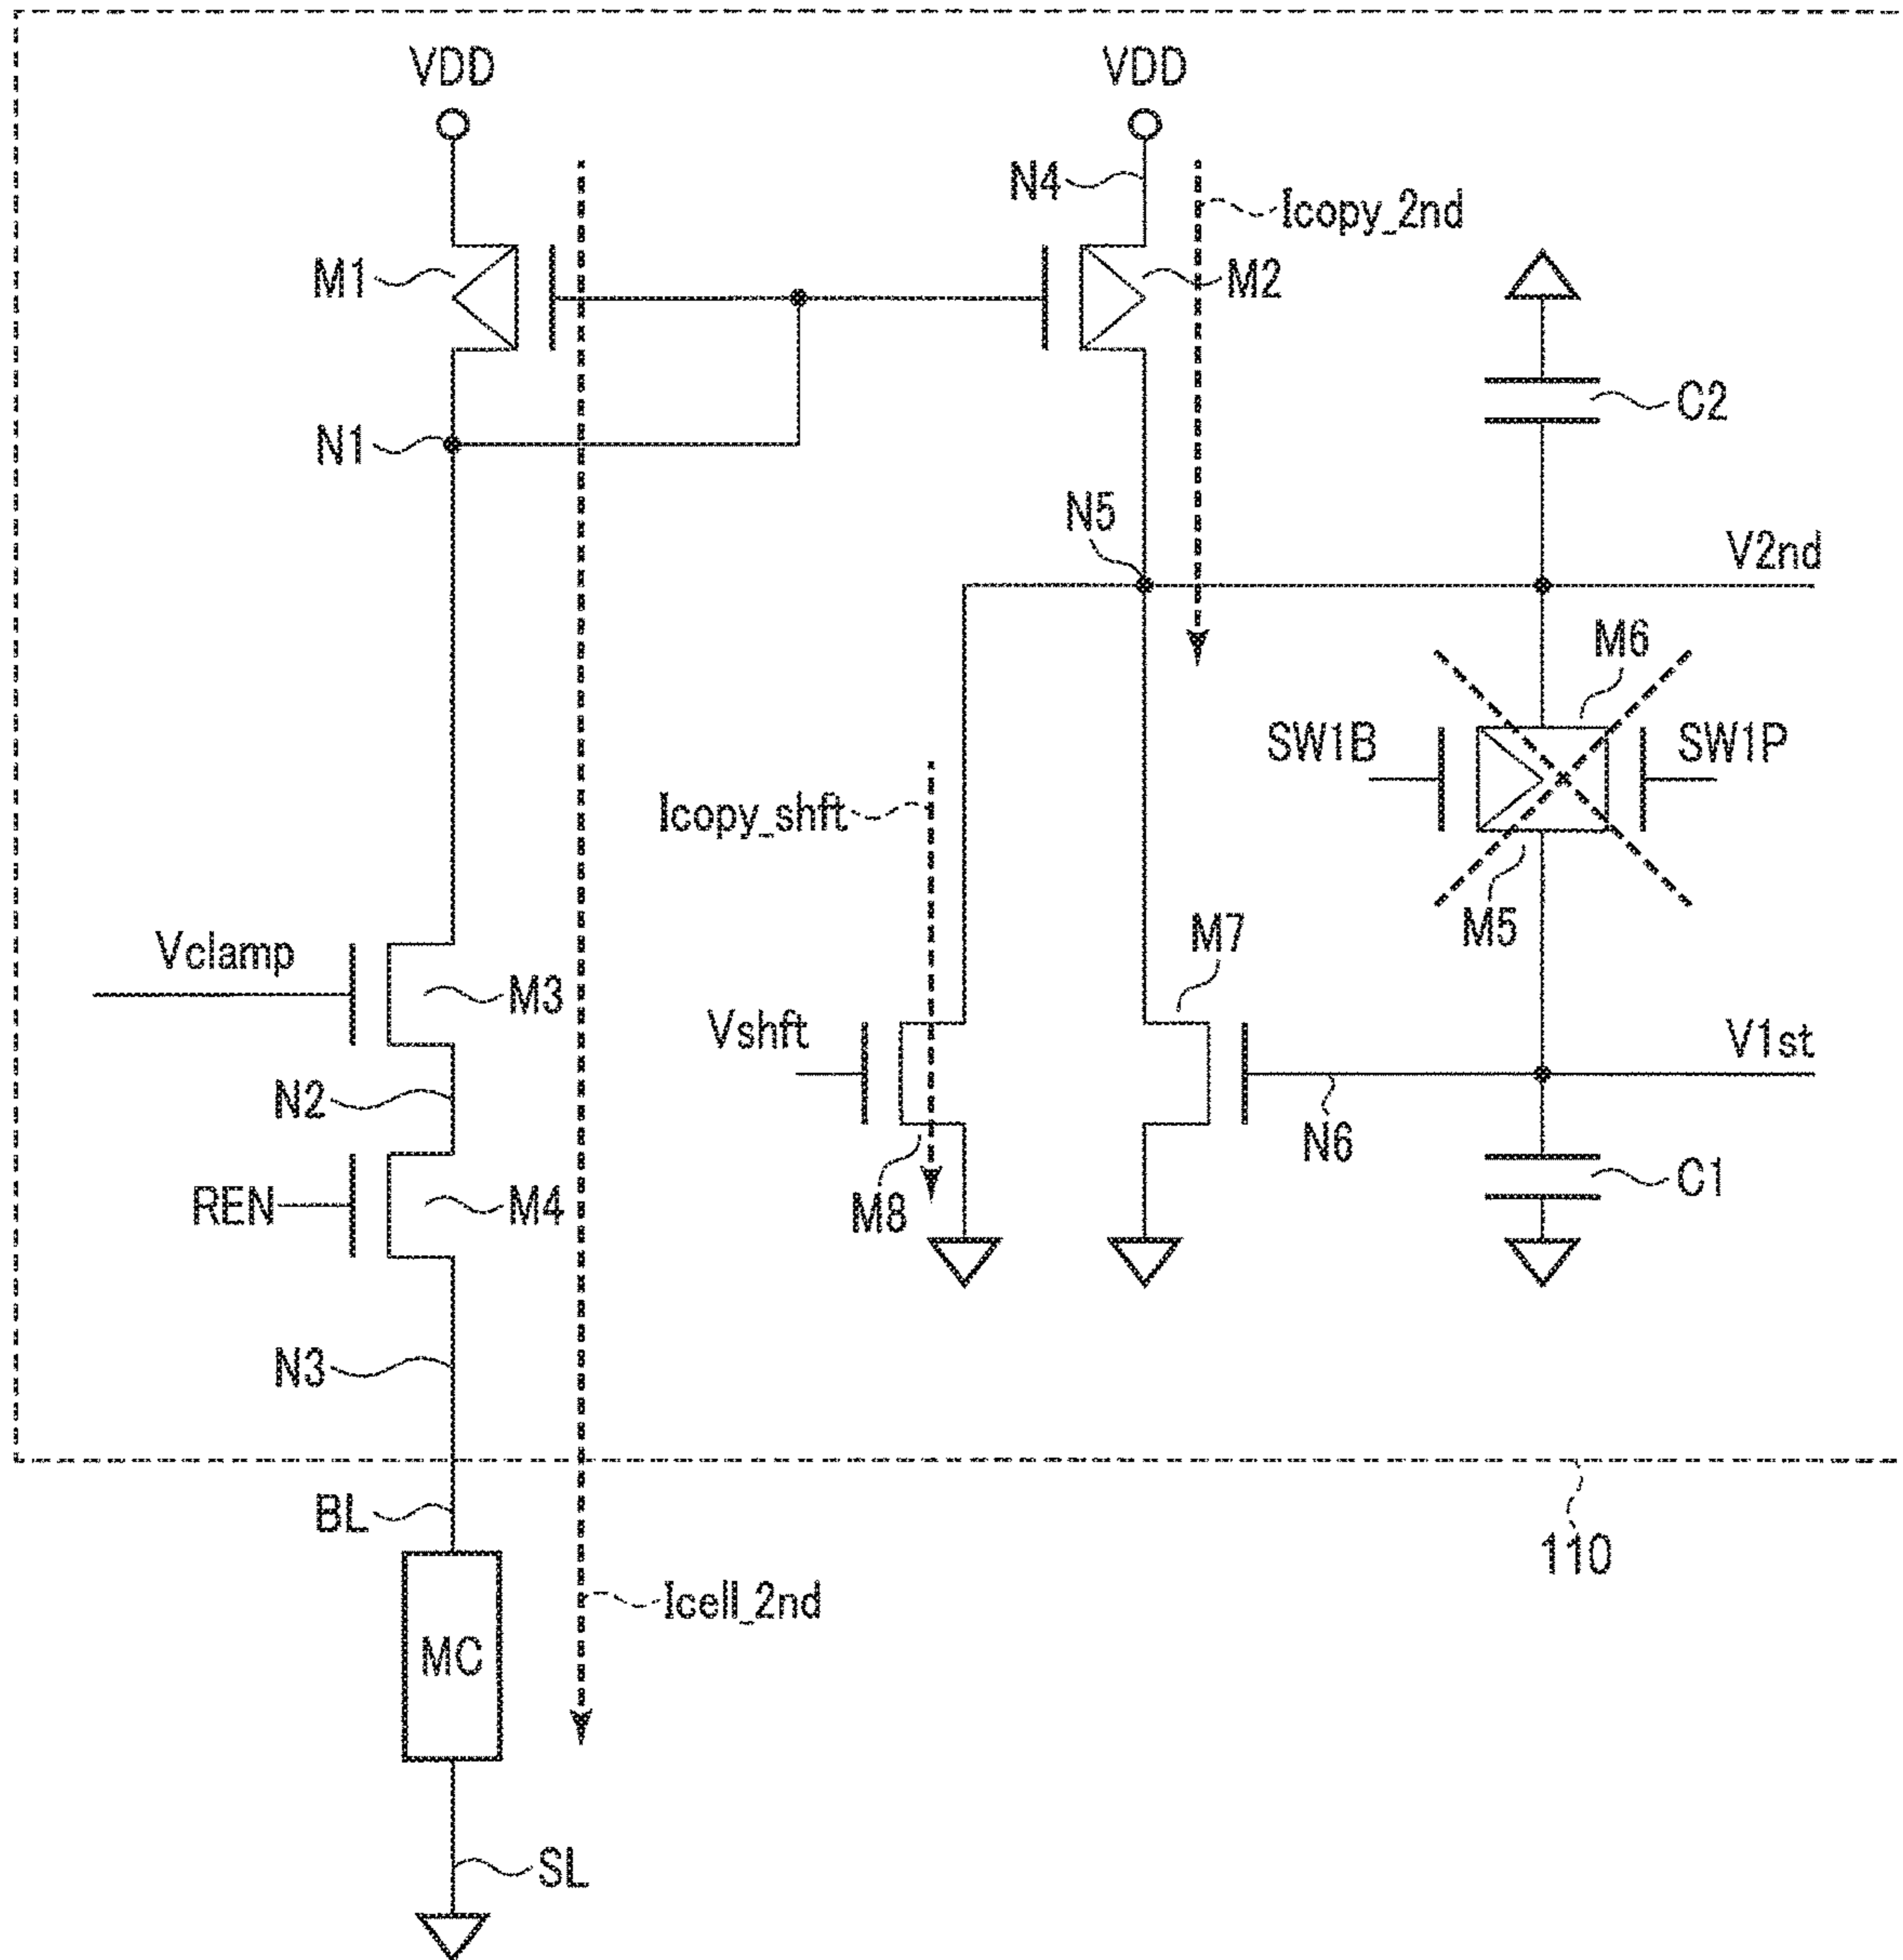 VDD
VDD
N4
Icopy_2nd
M1
M2
C2
N1
N5
V2nd
M6
SW1B
SW1P
Icopy_shft
M5
M7
Vclamp
M3
Vshft
V1st
N2
N6
REN
M4
M8
C1
N3
BL
110
Icell_2nd
MC
SL